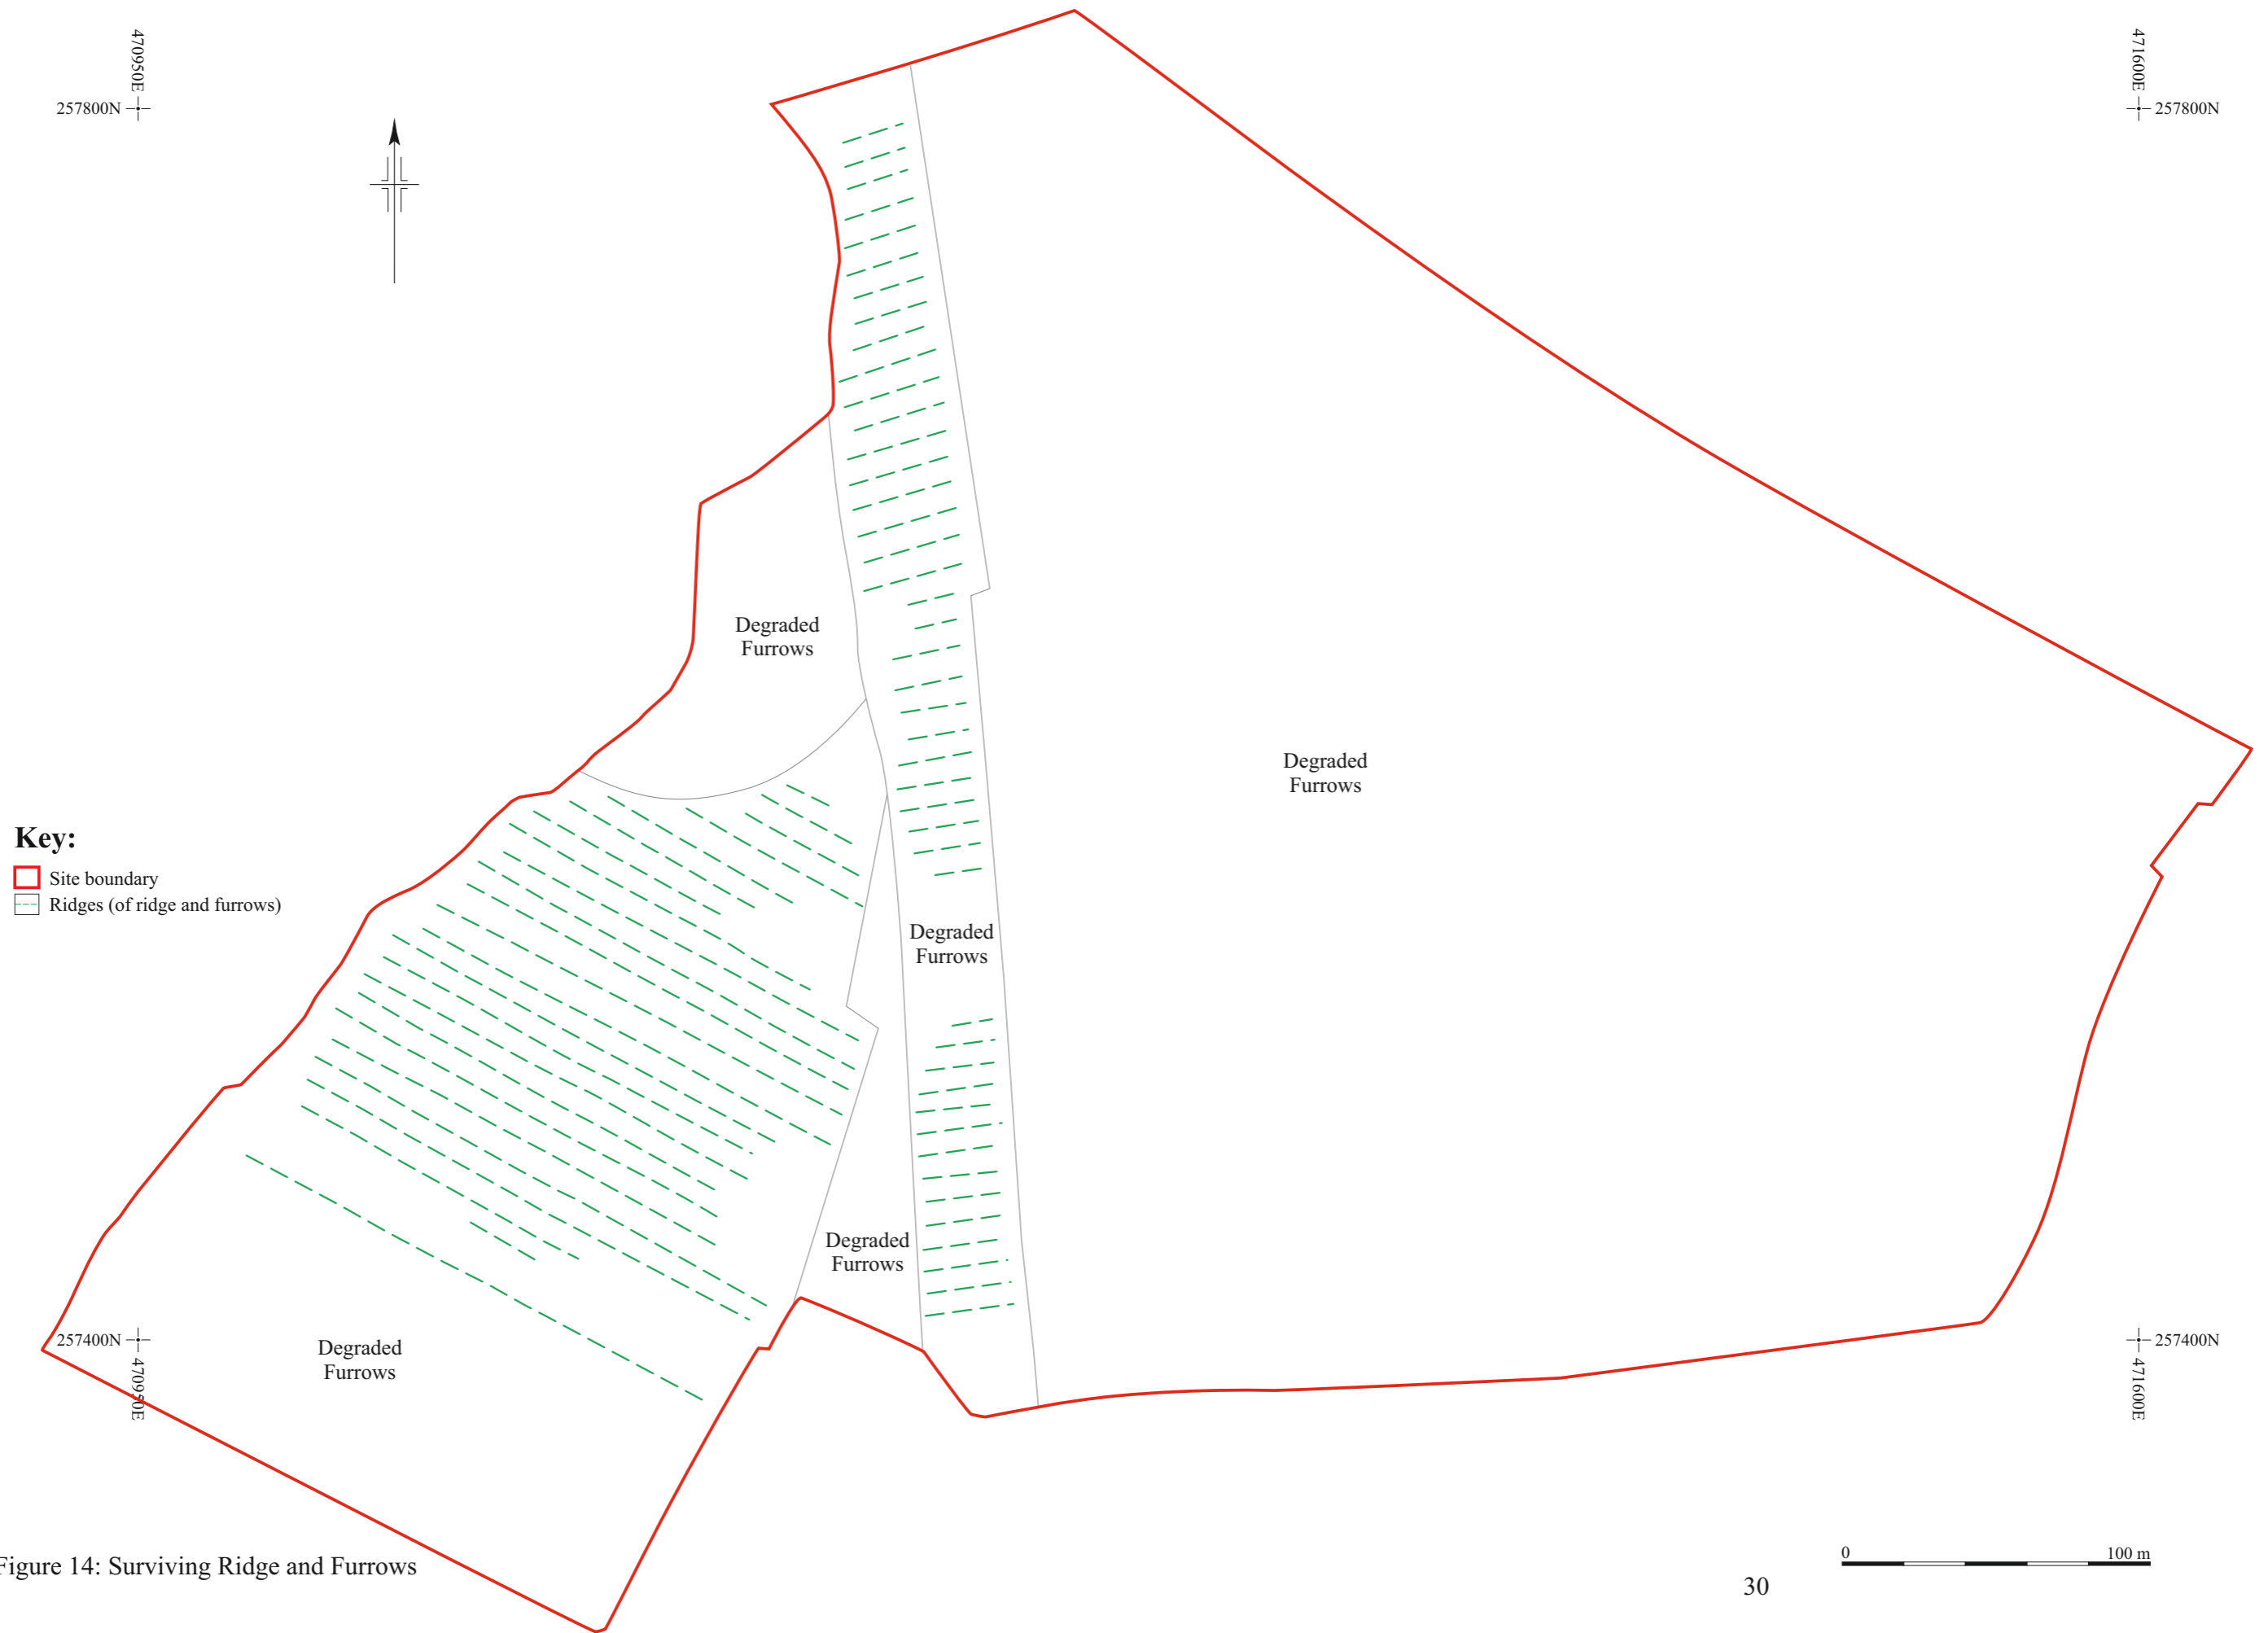 470950E
471600E
257800N
257800N
Degraded
Furrows
Degraded
Furrows
Key:
Site boundary
Ridges (of ridge and furrows)
Degraded
Furrows
Degraded
Furrows
257400N
257400N
Degraded
Furrows
470950E
471600E
0 100 m
Figure 14: Surviving Ridge and Furrows
30